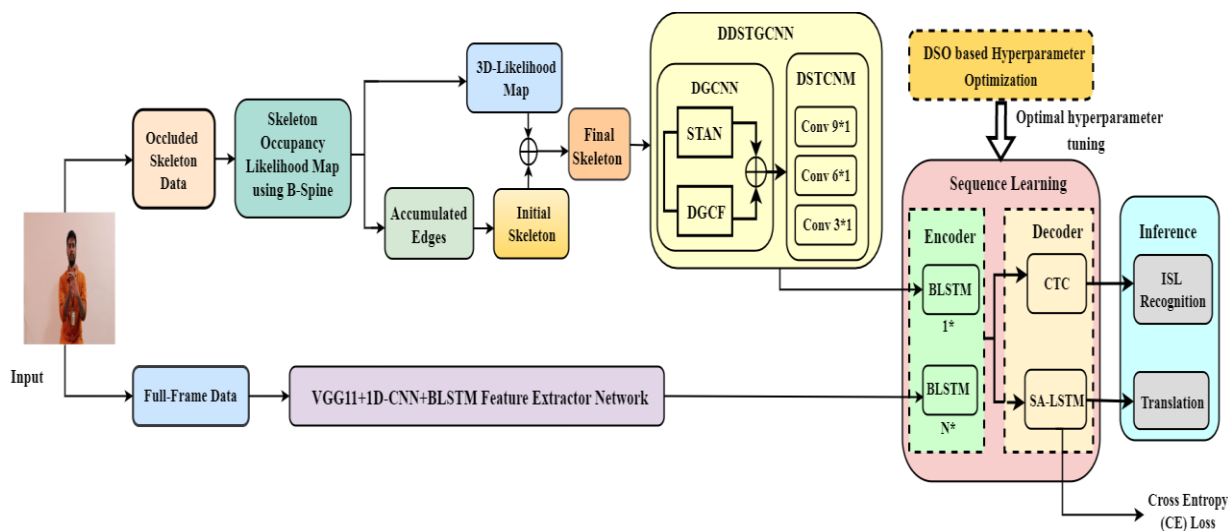 Input
Occluded
Skeleton
Data
Skeleton
Occupancy
Likelihood Map
using B-Spine
3D-Likelihood
Map
Accumulated
Edges
Initial
Skeleton
Final
Skeleton
DDSTGCNN
DGCNN
STAN
DGCF
DSTCNM
Conv 9*1
Conv 6*1
Conv 3*1
DSO based Hyperparameter
Optimization
Optimal hyperparameter
tuning
Sequence Learning
Encoder
BLSTM
1*
BLSTM
N*
Decoder
CTC
SA-LSTM
Inference
ISL
Recognition
Translation
Full-Frame Data
VGG11+1D-CNN+BLSTM Feature Extractor Network
Cross Entropy
(CE) Loss